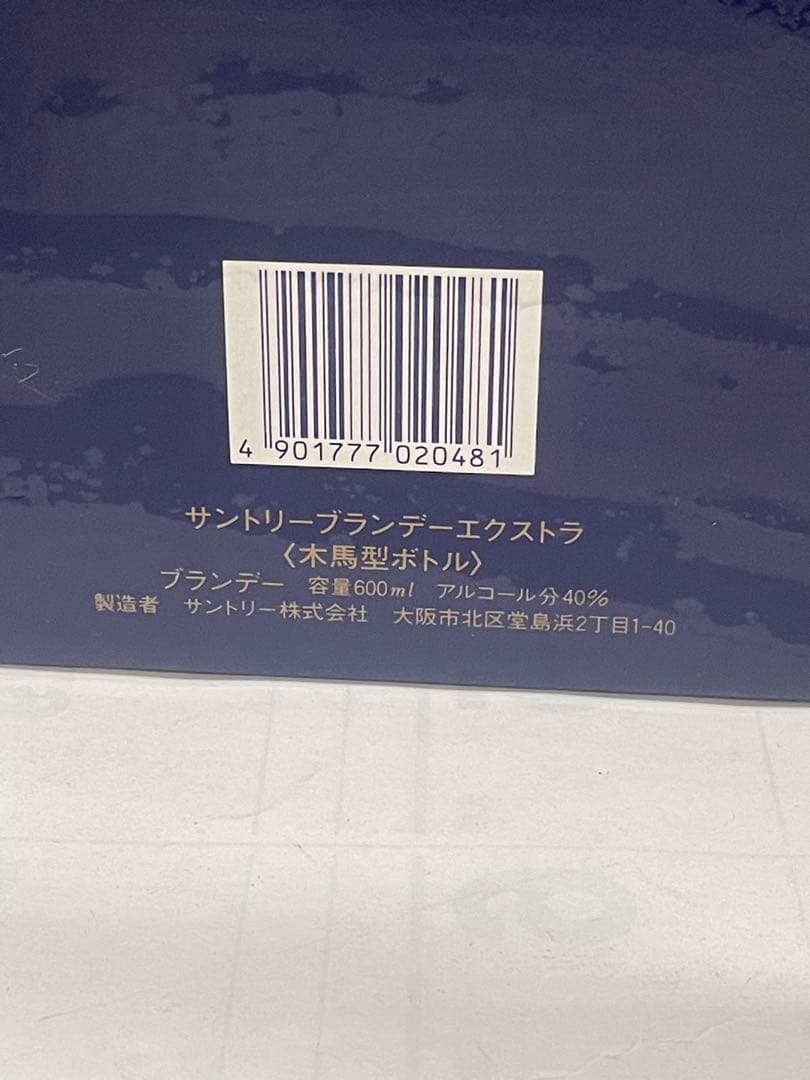 4 901777 020481
サントリーブランデーエクストラ
〈木馬型ボトル〉
ブランデー 容量600ml アルコール分40%
製造者 サントリー株式会社 大阪市北区堂島浜2丁目1-40